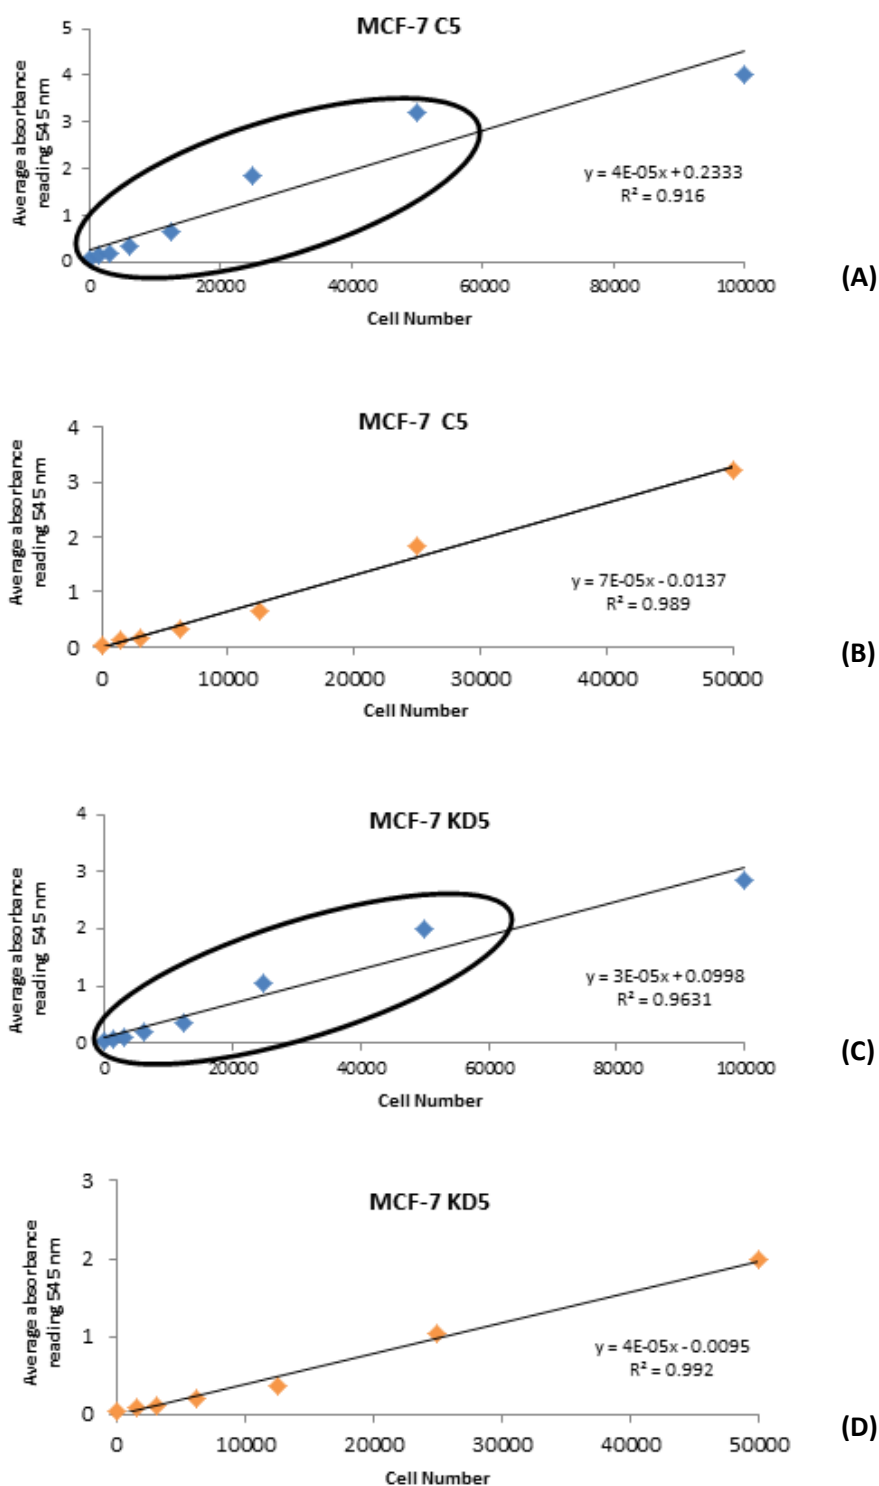 MCF-7 C5
Average absorbance
reading 545 nm
5
4
3
2
1
0
y = 4E-05x + 0.2333
R² = 0.916
0 20000 40000 60000 80000 100000
Cell Number
(A)
MCF-7 C5
Average absorbance
reading 545 nm
4
3
2
1
0
y = 7E-05x - 0.0137
R² = 0.989
0 10000 20000 30000 40000 50000
Cell Number
(B)
MCF-7 KD5
Average absorbance
reading 545 nm
4
3
2
1
0
y = 3E-05x + 0.0998
R² = 0.9631
0 20000 40000 60000 80000 100000
Cell Number
(C)
MCF-7 KD5
Average absorbance
reading 545 nm
3
2
1
0
y = 4E-05x - 0.0095
R² = 0.992
0 10000 20000 30000 40000 50000
Cell Number
(D)